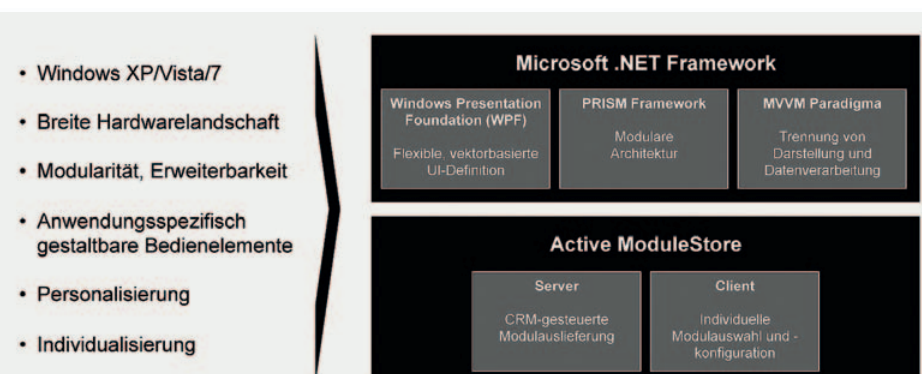 • Windows XP/Vista/7
• Breite Hardwarelandschaft
• Modularität, Erweiterbarkeit
• Anwendungsspezifisch
gestaltbare Bedienelemente
• Personalisierung
• Individualisierung
Microsoft .NET Framework
Windows Presentation
Foundation (WPF)
Flexible, vektorbasierte
UI-Definition
PRISM Framework
Modulare
Architektur
MVVM Paradigma
Trennung von
Darstellung und
Datenverarbeitung
Active ModuleStore
Server
CRM-gesteuerte
Modulauslieferung
Client
Individuelle
Modulauswahl und -
konfiguration